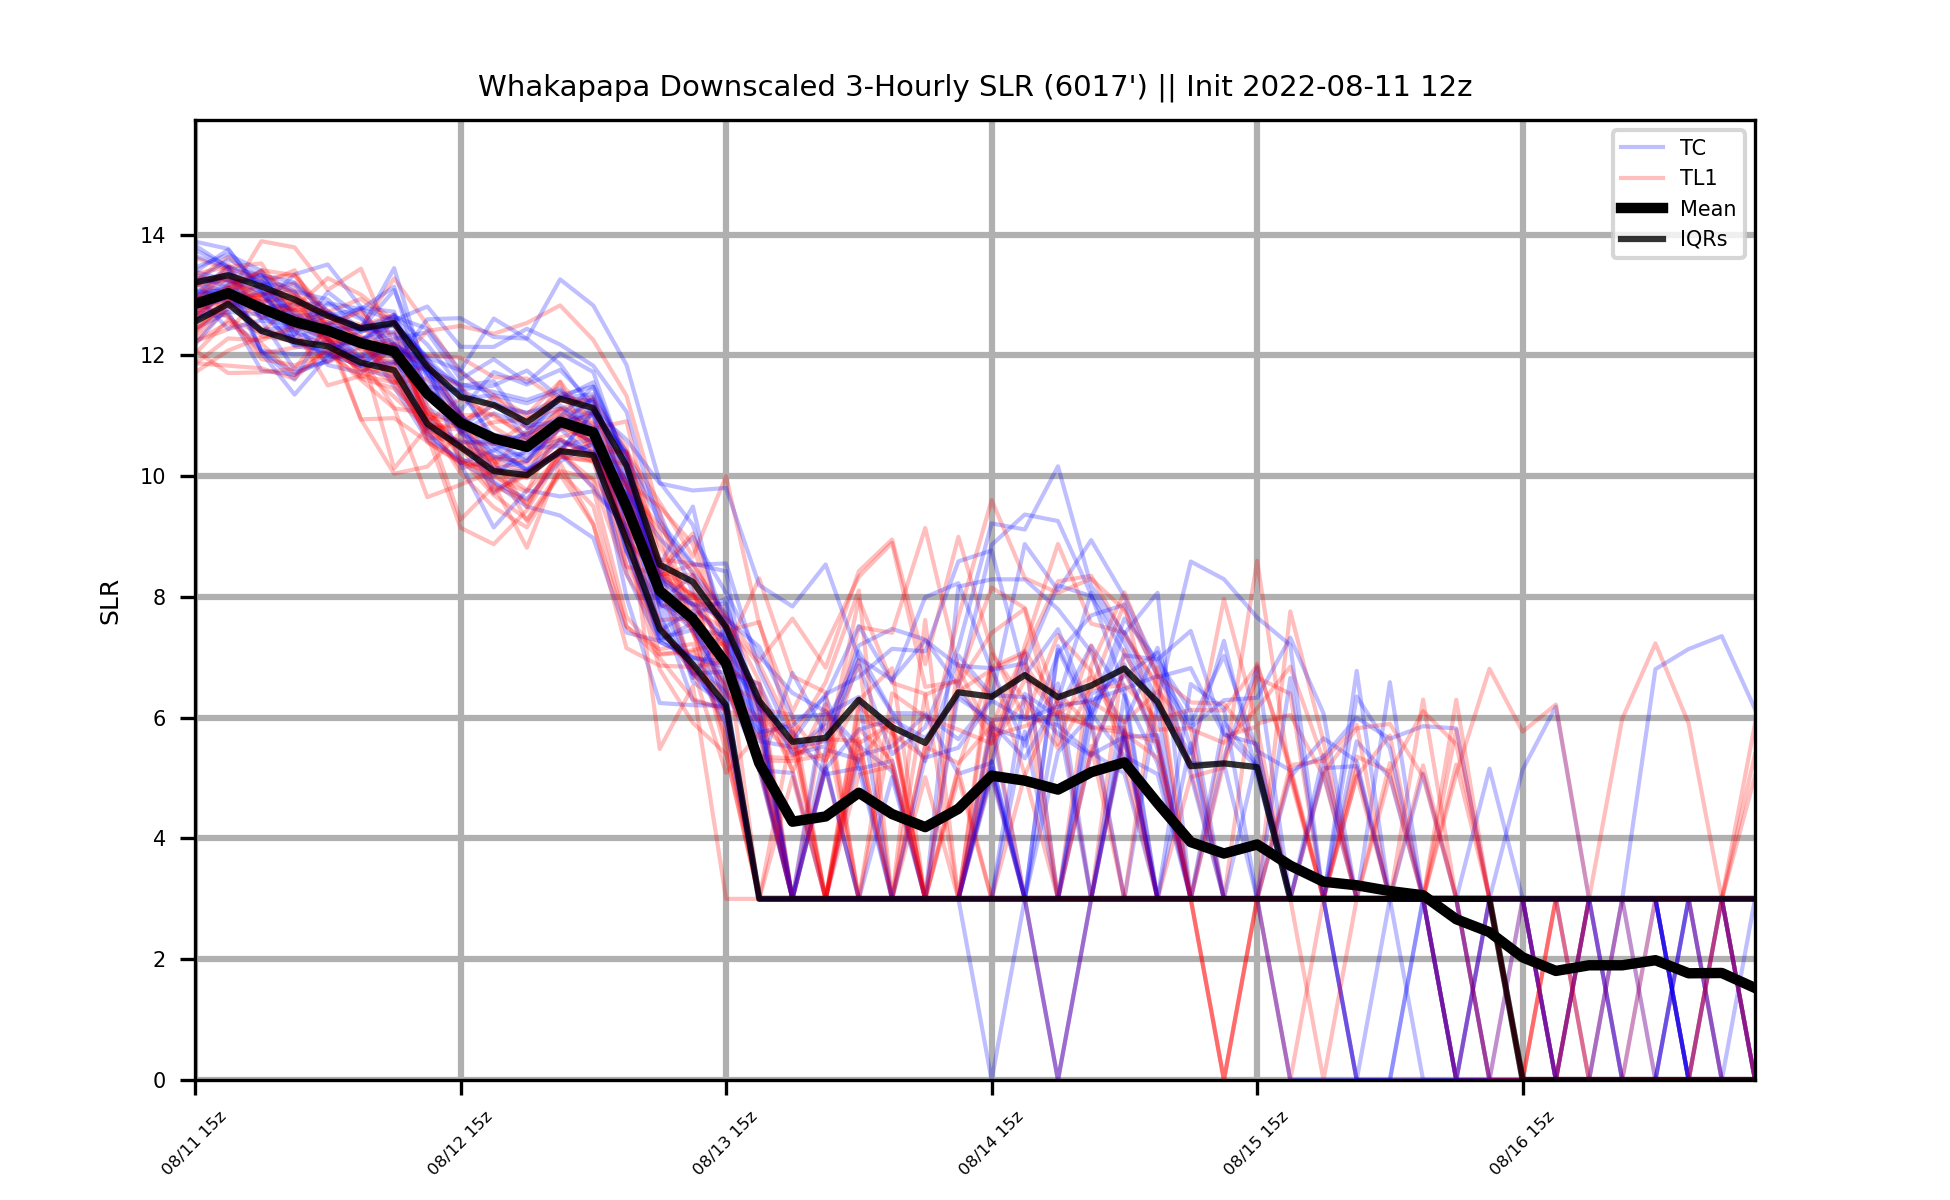 Whakapapa Downscaled 3-Hourly SLR (6017') || Init 2022-08-11 12z
TC
TL1
Mean
IQRs
SLR
14
12
10
8
6
4
2
0
08/11 15z
08/12 15z
08/13 15z
08/14 15z
08/15 15z
08/16 15z